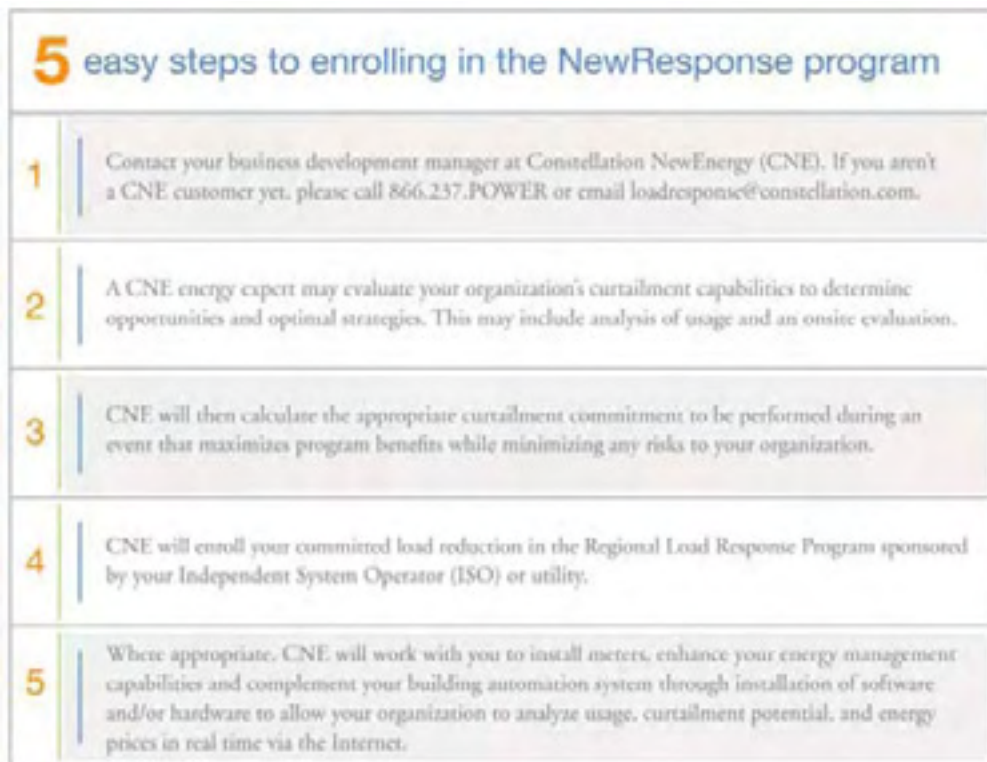 5 easy steps to enrolling in the NewResponse program
1
Contact your business development manager at Constellation NewEnergy (CNE). If you aren't
a CNE customer yet, please call 866.237.POWER or email loadresponse@constellation.com.
2
A CNE energy expert may evaluate your organization's curtailment capabilities to determine
opportunities and optimal strategies. This may include analysis of usage and an onsite evaluation.
3
CNE will then calculate the appropriate curtailment commitment to be performed during an
event that maximizes program benefits while minimizing any risks to your organization.
4
CNE will enroll your committed load reduction in the Regional Load Response Program sponsored
by your Independent System Operator (ISO) or utility.
5
Where appropriate, CNE will work with you to install meters, enhance your energy management
capabilities and complement your building automation system through installation of software
and/or hardware to allow your organization to analyze usage, curtailment potential, and energy
prices in real time via the Internet.